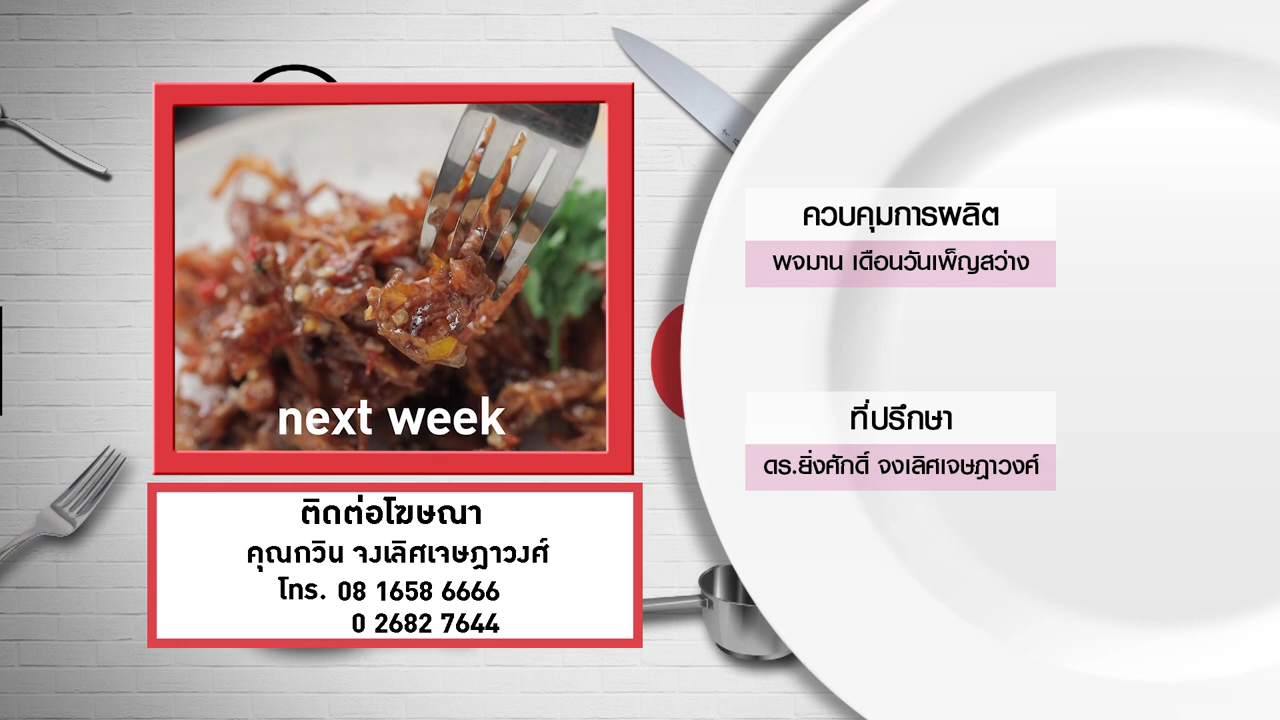 next week
ติดต่อโฆษณา
คุณกวิน จงเลิศเจษฎาวงศ์
โทร. 08 1658 6666
0 2682 7644
ควบคุมการผลิต
พจมาน เดือนวันเพ็ญสว่าง
ที่ปรึกษา
ดร.ยิ่งศักดิ์ จงเลิศเจษฎาวงศ์